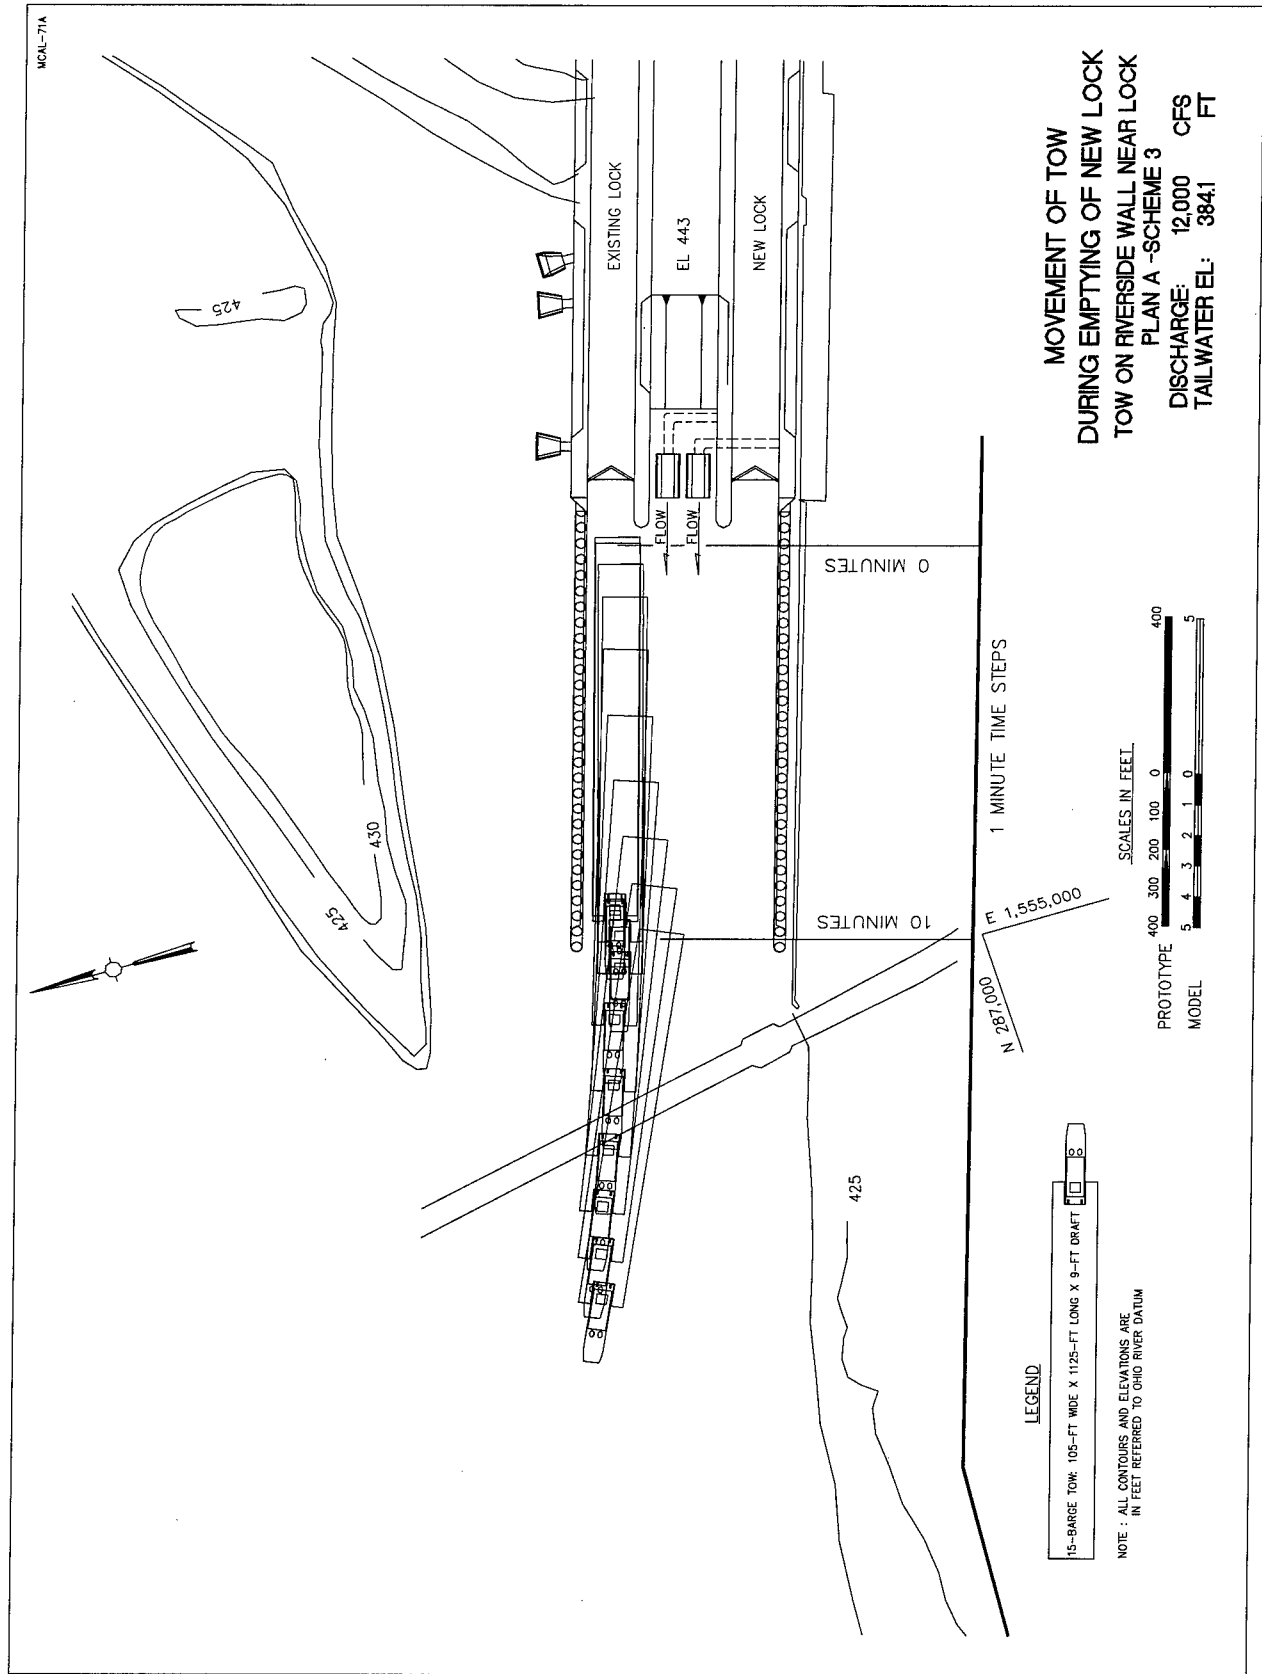 MCAL-71A
425
425
430
EXISTING LOCK
EL 443
NEW LOCK
FLOW
FLOW
0 MINUTES
10 MINUTES
1 MINUTE TIME STEPS
E 1,555,000
N 287,000
425
MOVEMENT OF TOW
DURING EMPTYING OF NEW LOCK
TOW ON RIVERSIDE WALL NEAR LOCK
PLAN A -SCHEME 3
DISCHARGE: 12,000 CFS
TAILWATER EL: 384.1 FT
SCALES IN FEET
PROTOTYPE 400 300 200 100 0 400
MODEL 5 4 3 2 1 0 5
LEGEND
15-BARGE TOW: 105-FT WIDE X 1125-FT LONG X 9-FT DRAFT
NOTE : ALL CONTOURS AND ELEVATIONS ARE
IN FEET REFERRED TO OHIO RIVER DATUM